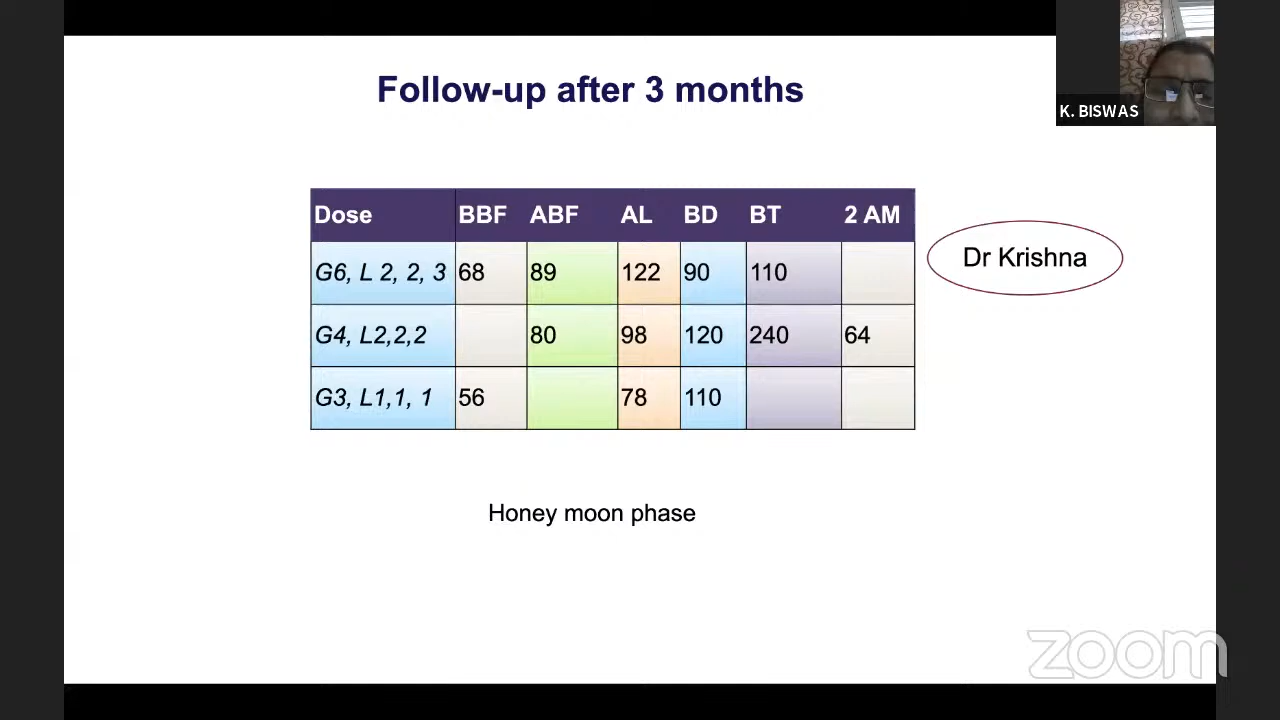 Follow-up after 3 months
K. BISWAS
Dose BBF ABF AL BD BT 2 AM
G6, L 2, 2, 3 68 89 122 90 110
Dr Krishna
G4, L2,2,2 80 98 120 240 64
G3, L1,1, 1 56 78 110
Honey moon phase
zoom